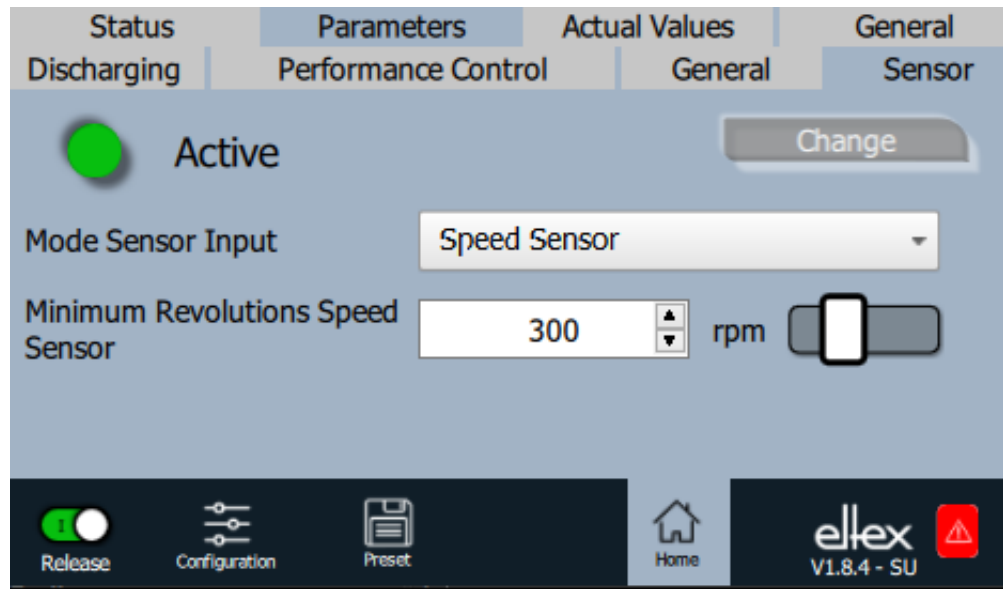 Status Parameters Actual Values General
Discharging Performance Control General Sensor
Active Change
Mode Sensor Input Speed Sensor
Minimum Revolutions Speed
Sensor
300 rpm
I
Release Configuration Preset Home
eltex
V1.8.4 - SU